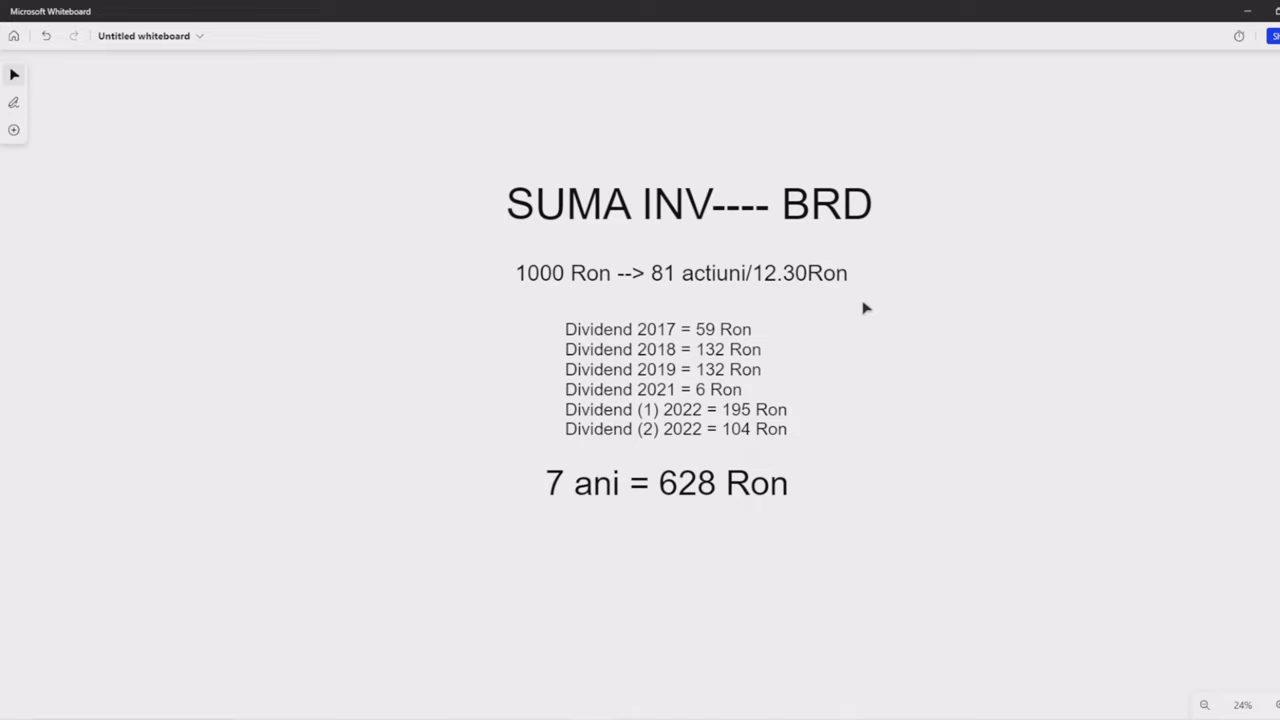 Microsoft Whiteboard
Untitled whiteboard
SUMA INV---- BRD
1000 Ron --> 81 actiuni/12.30Ron
Dividend 2017 = 59 Ron
Dividend 2018 = 132 Ron
Dividend 2019 = 132 Ron
Dividend 2021 = 6 Ron
Dividend (1) 2022 = 195 Ron
Dividend (2) 2022 = 104 Ron
7 ani = 628 Ron
24%